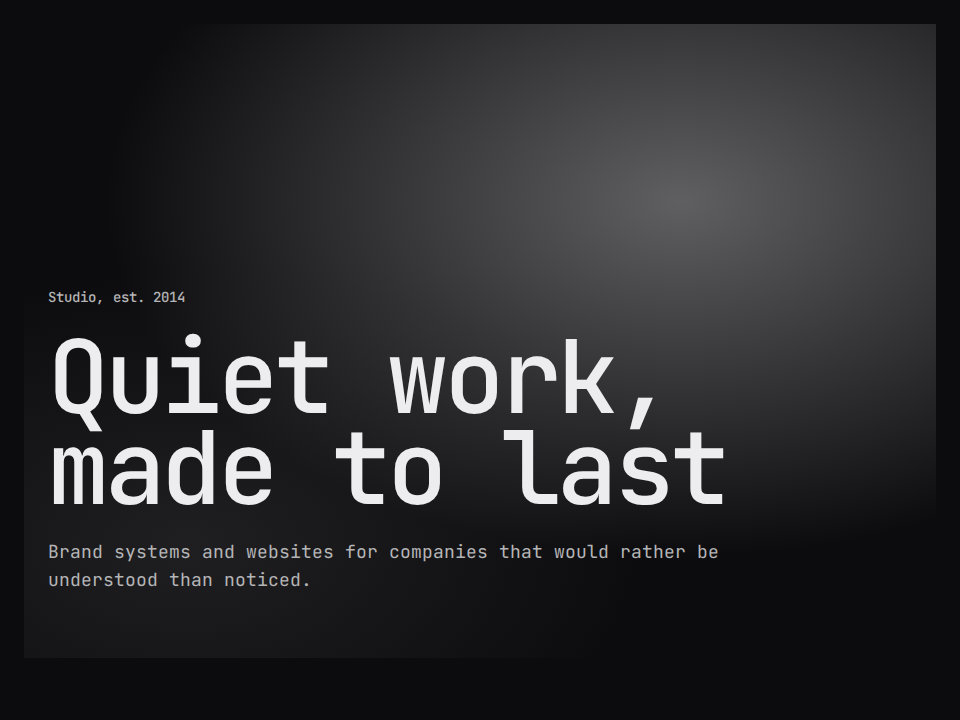 Studio, est. 2014
Quiet work,
made to last
Brand systems and websites for companies that would rather be
understood than noticed.